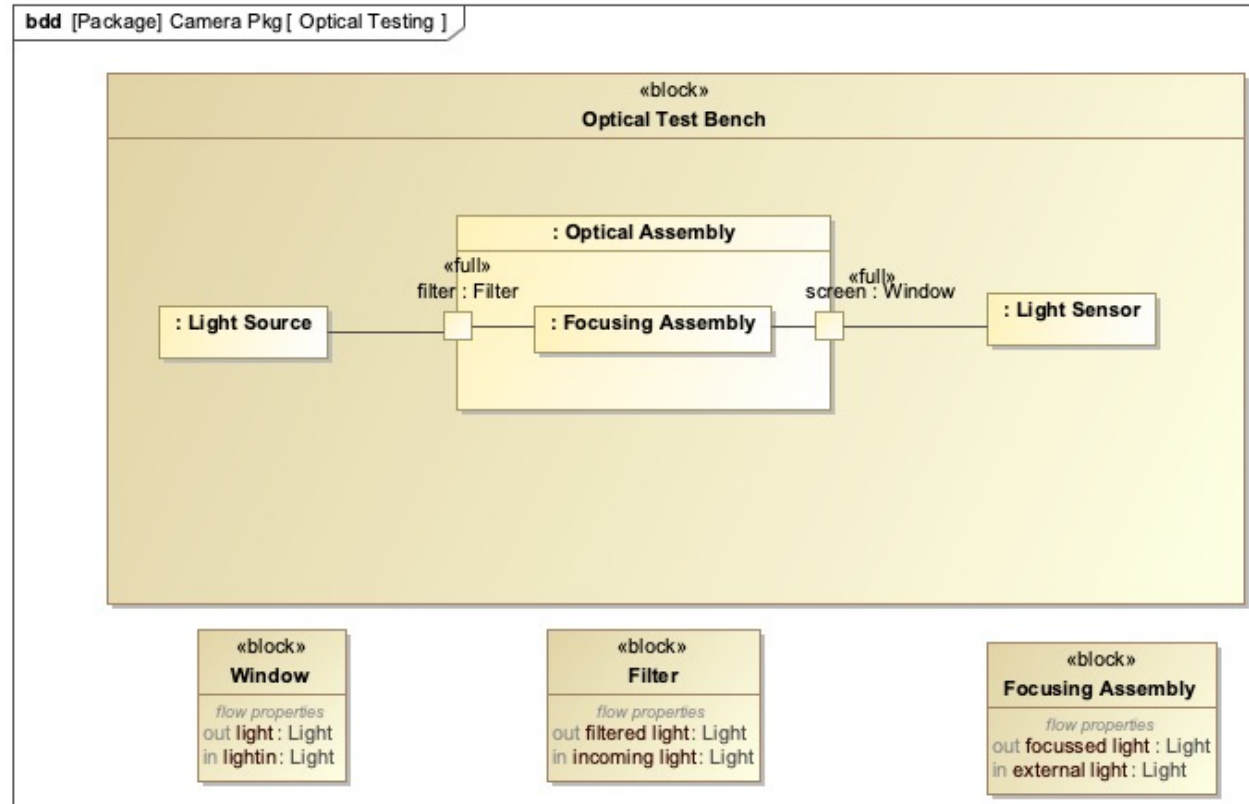 bdd [Package] Camera Pkg [ Optical Testing ]
«block»
Optical Test Bench
: Optical Assembly
«full»
filter : Filter
«full»
screen : Window
: Light Source
: Focusing Assembly
: Light Sensor
«block»
Window
flow properties
out light : Light
in lightin : Light
«block»
Filter
flow properties
out filtered light : Light
in incoming light : Light
«block»
Focusing Assembly
flow properties
out focussed light : Light
in external light : Light